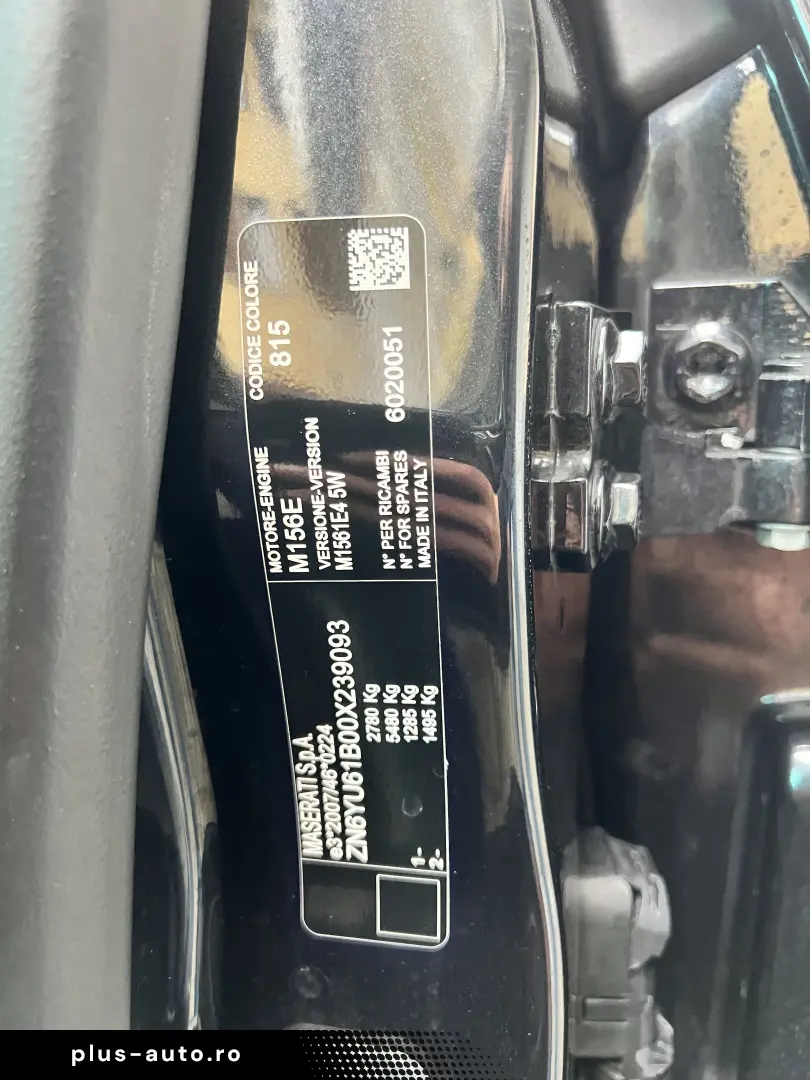 MASERATI S.p.A.
e3*2007/46*0224
ZN6YU61B00X239093
2780 Kg
5480 Kg
1- 1285 Kg
2- 1495 Kg
MOTORE-ENGINE
M156E
VERSIONE-VERSION
M1561E4 5W
CODICE COLORE
815
N° PER RICAMBI
N° FOR SPARES 6020051
MADE IN ITALY
plus-auto.ro